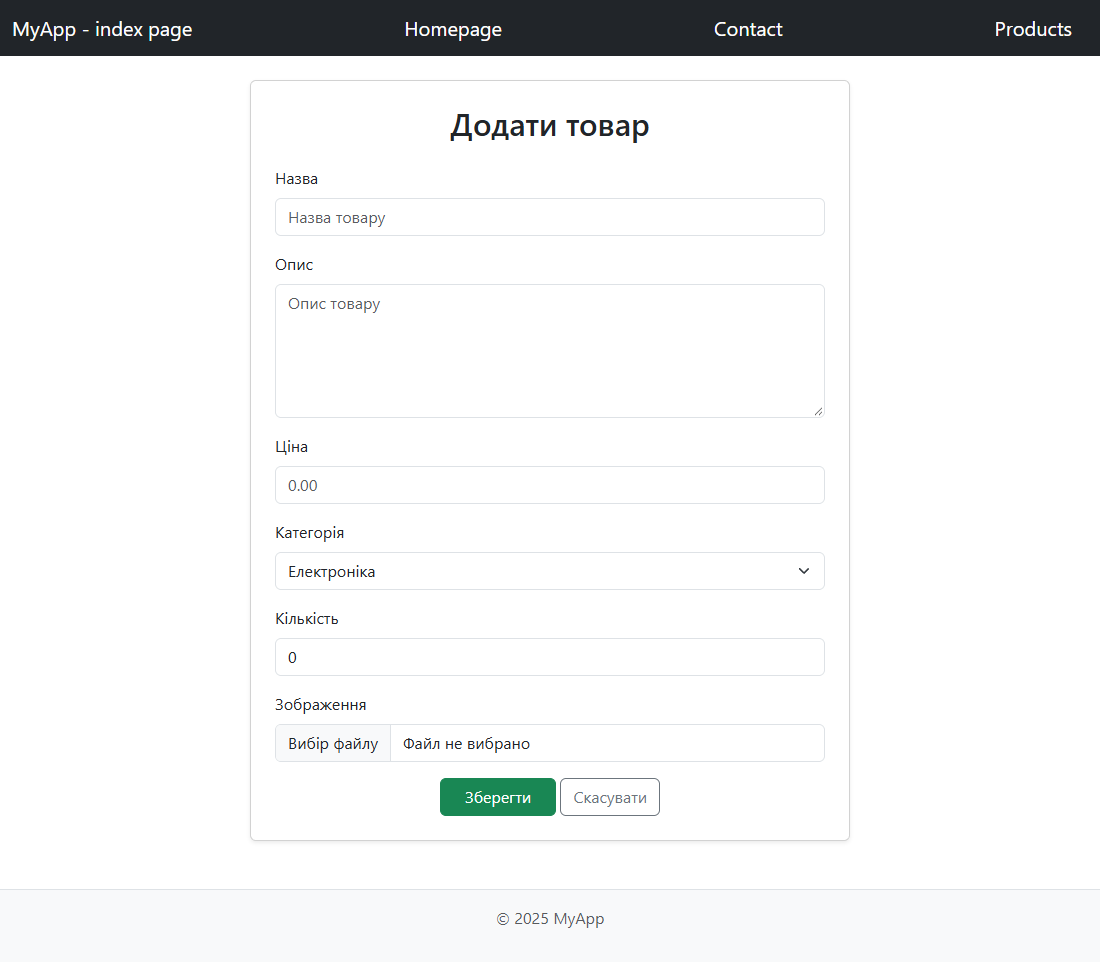 MyApp - index page Homepage Contact Products
Додати товар
Назва
Назва товару
Опис
Опис товару
Ціна
0.00
Категорія
Електроніка
Кількість
0
Зображення
Вибір файлу Файл не вибрано
Зберегти Скасувати
© 2025 MyApp